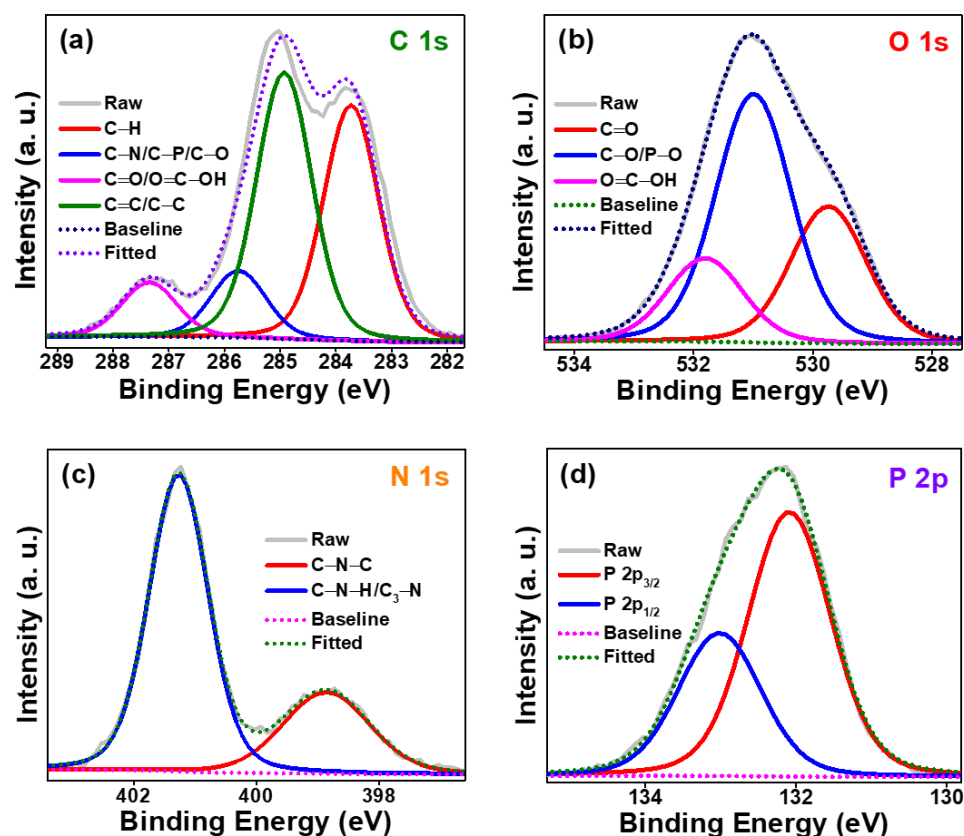 (a)
C 1s
Raw
C–H
C–N/C–P/C–O
C=O/O=C–OH
C=C/C–C
Baseline
Fitted
Intensity (a. u.)
289 288 287 286 285 284 283 282
Binding Energy (eV)
(b)
O 1s
Raw
C=O
C–O/P–O
O=C–OH
Baseline
Fitted
Intensity (a. u.)
534 532 530 528
Binding Energy (eV)
(c)
N 1s
Raw
C–N–C
C–N–H/C₃–N
Baseline
Fitted
Intensity (a. u.)
402 400 398
Binding Energy (eV)
(d)
P 2p
Raw
P 2p₃/₂
P 2p₁/₂
Baseline
Fitted
Intensity (a. u.)
134 132 130
Binding Energy (eV)